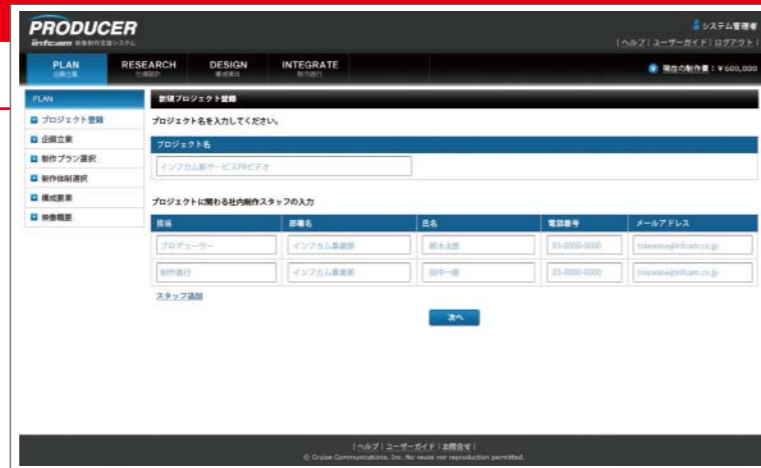 PRODUCER
infcam 映像制作支援システム
システム管理者
| ヘルプ | ユーザーガイド | ログアウト |
PLAN
企画立案
RESEARCH
仕様設計
DESIGN
構成演出
INTEGRATE
制作進行
現在の制作費：￥600,000
PLAN
プロジェクト登録
企画立案
制作プラン選択
制作体制選択
構成要素
映像概要
新規プロジェクト登録
プロジェクト名を入力してください。
プロジェクト名
インフカム新サービスPRビデオ
プロジェクトに関わる社内制作スタッフの入力
担当 部署名 氏名 電話番号 メールアドレス
プロデューサー インフカム事業部 鈴木太郎 03-0000-0000
制作進行 インフカム事業部 田中一郎 03-0000-0000
スタッフ追加
次へ
| ヘルプ | ユーザーガイド | お問合せ |
© Cruise Communications, Inc. No reuse nor reproduction permitted.